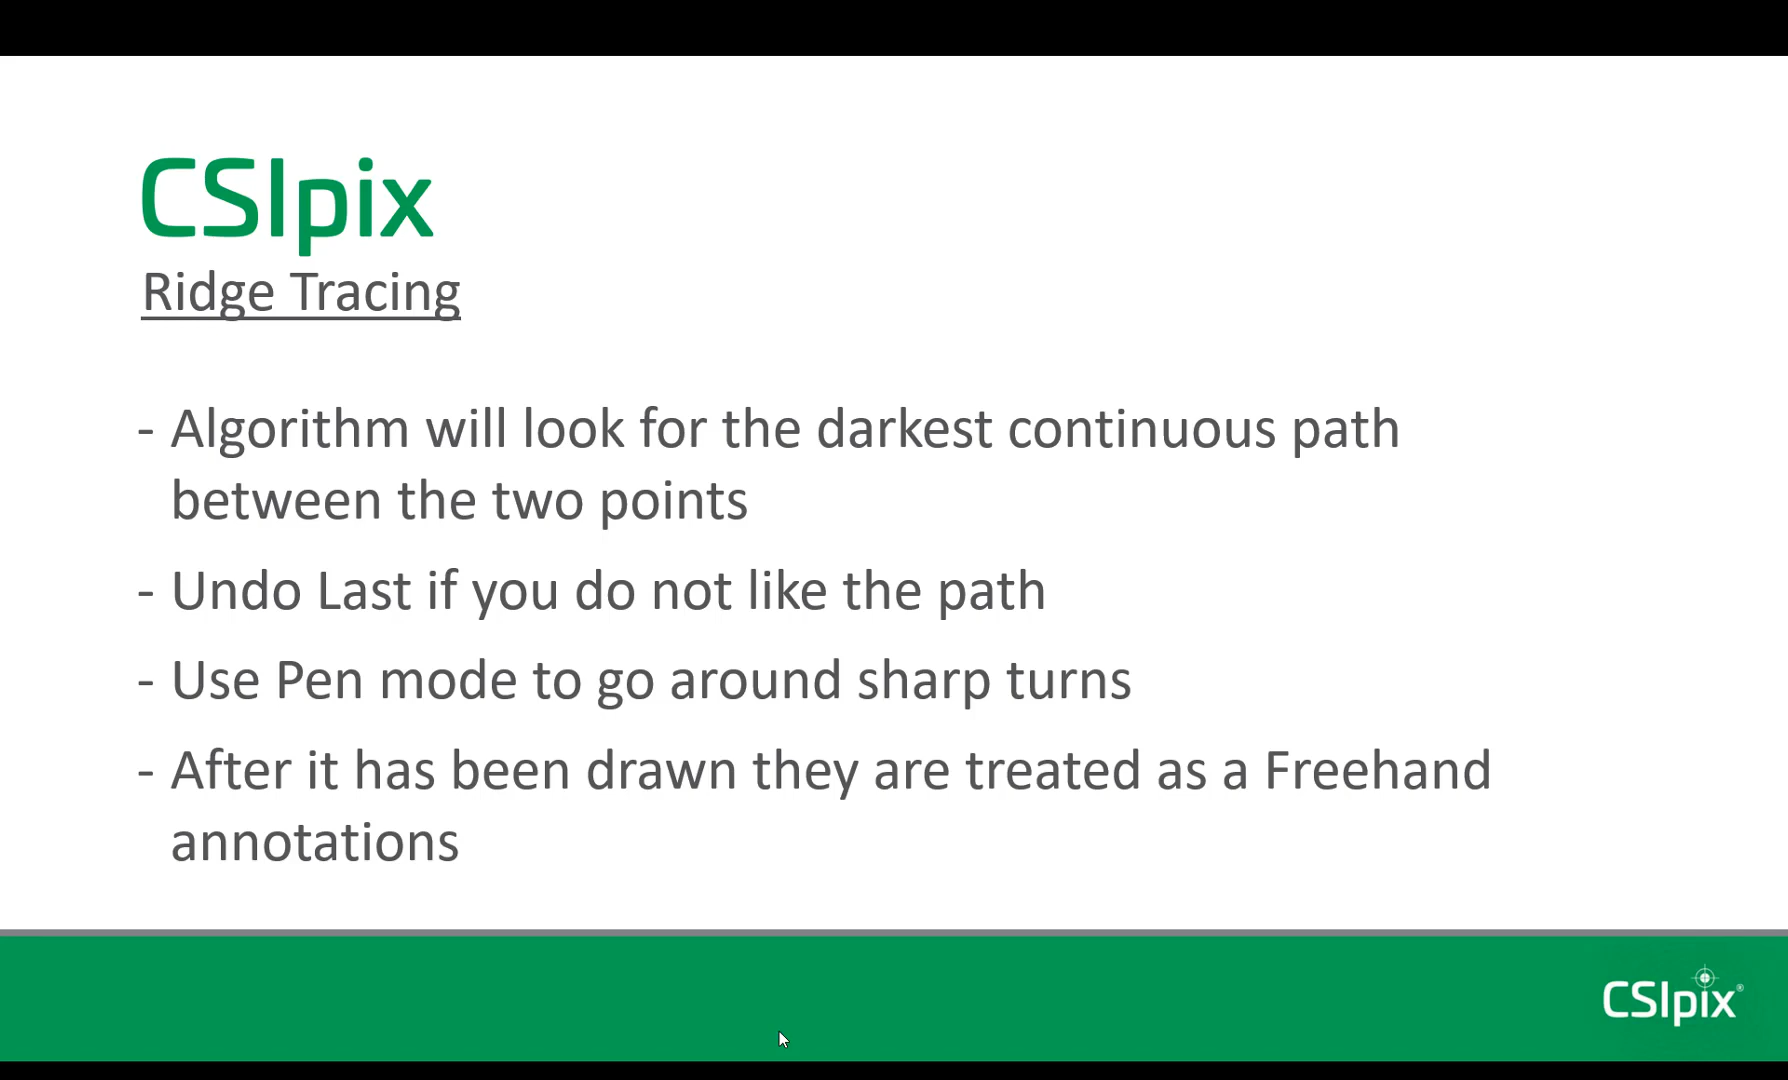 CSIpix
Ridge Tracing
- Algorithm will look for the darkest continuous path
between the two points
- Undo Last if you do not like the path
- Use Pen mode to go around sharp turns
- After it has been drawn they are treated as a Freehand
annotations
CSIpix®